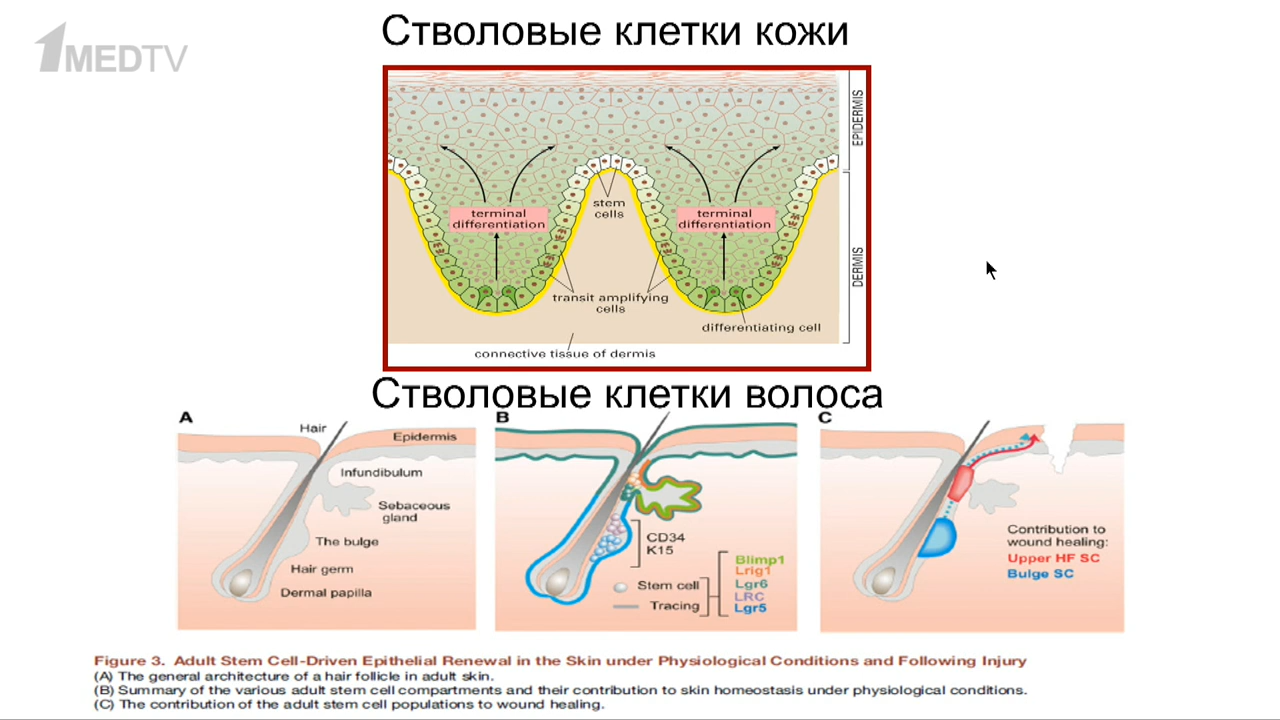 1MEDTV
Стволовые клетки кожи
EPIDERMIS
stem
cells
terminal
differentiation
terminal
differentiation
DERMIS
transit amplifying
cells
differentiating cell
connective tissue of dermis
Стволовые клетки волоса
A
Hair
Epidermis
Infundibulum
Sebaceous
gland
The bulge
Hair germ
Dermal papilla
B
CD34
K15
Stem cell
Tracing
Blimp1
Lrig1
Lgr6
LRC
Lgr5
C
Contribution to
wound healing:
Upper HF SC
Bulge SC
Figure 3. Adult Stem Cell-Driven Epithelial Renewal in the Skin under Physiological Conditions and Following Injury
(A) The general architecture of a hair follicle in adult skin.
(B) Summary of the various adult stem cell compartments and their contribution to skin homeostasis under physiological conditions.
(C) The contribution of the adult stem cell populations to wound healing.